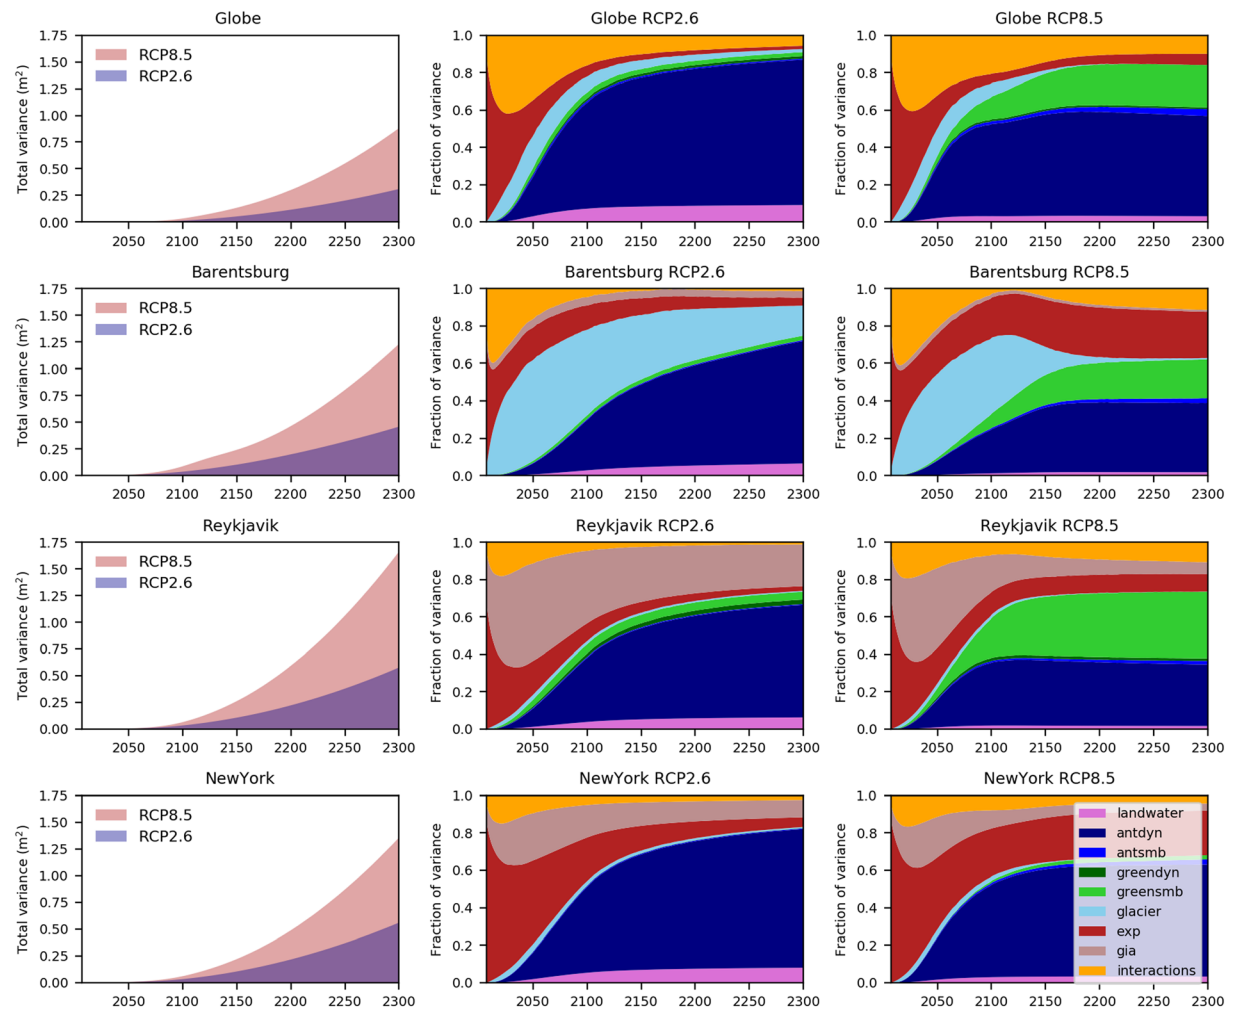 Globe
Globe RCP2.6
Globe RCP8.5
Total variance (m²)
1.75
1.50
1.25
1.00
0.75
0.50
0.25
0.00
RCP8.5
RCP2.6
2050 2100 2150 2200 2250 2300
Fraction of variance
1.0
0.8
0.6
0.4
0.2
0.0
2050 2100 2150 2200 2250 2300
Fraction of variance
1.0
0.8
0.6
0.4
0.2
0.0
2050 2100 2150 2200 2250 2300
Barentsburg
Barentsburg RCP2.6
Barentsburg RCP8.5
Total variance (m²)
1.75
1.50
1.25
1.00
0.75
0.50
0.25
0.00
RCP8.5
RCP2.6
2050 2100 2150 2200 2250 2300
Fraction of variance
1.0
0.8
0.6
0.4
0.2
0.0
2050 2100 2150 2200 2250 2300
Fraction of variance
1.0
0.8
0.6
0.4
0.2
0.0
2050 2100 2150 2200 2250 2300
Reykjavik
Reykjavik RCP2.6
Reykjavik RCP8.5
Total variance (m²)
1.75
1.50
1.25
1.00
0.75
0.50
0.25
0.00
RCP8.5
RCP2.6
2050 2100 2150 2200 2250 2300
Fraction of variance
1.0
0.8
0.6
0.4
0.2
0.0
2050 2100 2150 2200 2250 2300
Fraction of variance
1.0
0.8
0.6
0.4
0.2
0.0
2050 2100 2150 2200 2250 2300
NewYork
NewYork RCP2.6
NewYork RCP8.5
Total variance (m²)
1.75
1.50
1.25
1.00
0.75
0.50
0.25
0.00
RCP8.5
RCP2.6
2050 2100 2150 2200 2250 2300
Fraction of variance
1.0
0.8
0.6
0.4
0.2
0.0
2050 2100 2150 2200 2250 2300
Fraction of variance
1.0
0.8
0.6
0.4
0.2
0.0
landwater
antdyn
antsmb
greendyn
greensmb
glacier
exp
gia
interactions
2050 2100 2150 2200 2250 2300